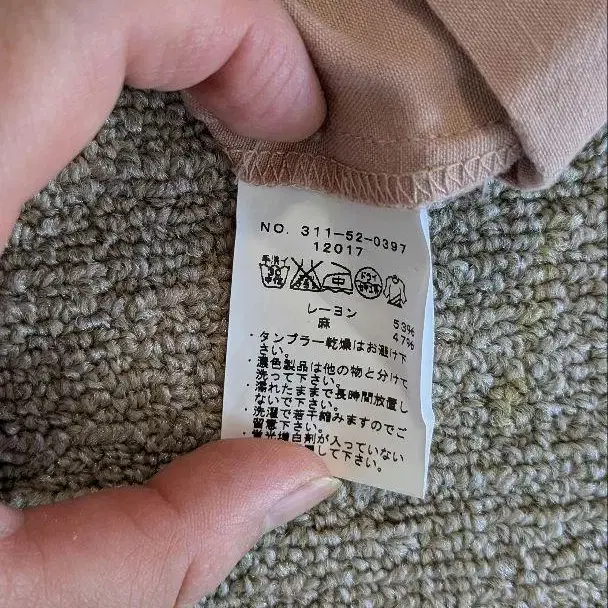 NO. 311-52-0397
12017
手洗イ
30
中性
中
ドライ
レーヨン 53%
麻 47%
・タンブラー乾燥はお避け下
さい。
・濃色製品は他の物と分けて
洗って下さい。
・濡れたままで長時間放置し
ないで下さい。
・洗濯で若干縮みますのでご
留意下さい。
・蛍光増白剤が入っていない
して下さい。